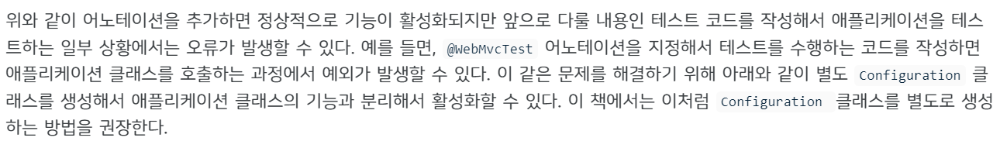 위와 같이 어노테이션을 추가하면 정상적으로 기능이 활성화되지만 앞으로 다룰 내용인 테스트 코드를 작성해서 애플리케이션을 테스
트하는 일부 상황에서는 오류가 발생할 수 있다. 예를 들면, @WebMvcTest 어노테이션을 지정해서 테스트를 수행하는 코드를 작성하면
애플리케이션 클래스를 호출하는 과정에서 예외가 발생할 수 있다. 이 같은 문제를 해결하기 위해 아래와 같이 별도 Configuration 클
래스를 생성해서 애플리케이션 클래스의 기능과 분리해서 활성화할 수 있다. 이 책에서는 이처럼 Configuration 클래스를 별도로 생성
하는 방법을 권장한다.